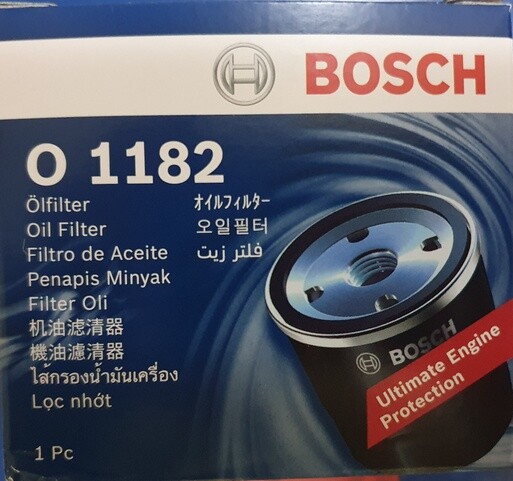 BOSCH
O 1182
Ölfilter
Oil Filter
Filtro de Aceite
Penapis Minyak
Filter Oli
机油滤清器
機油濾清器
ไส้กรองน้ำมันเครื่อง
Lọc nhớt
オイルフィルター
오일필터
فلتر زيت
BOSCH
Ultimate Engine
Protection
1 Pc